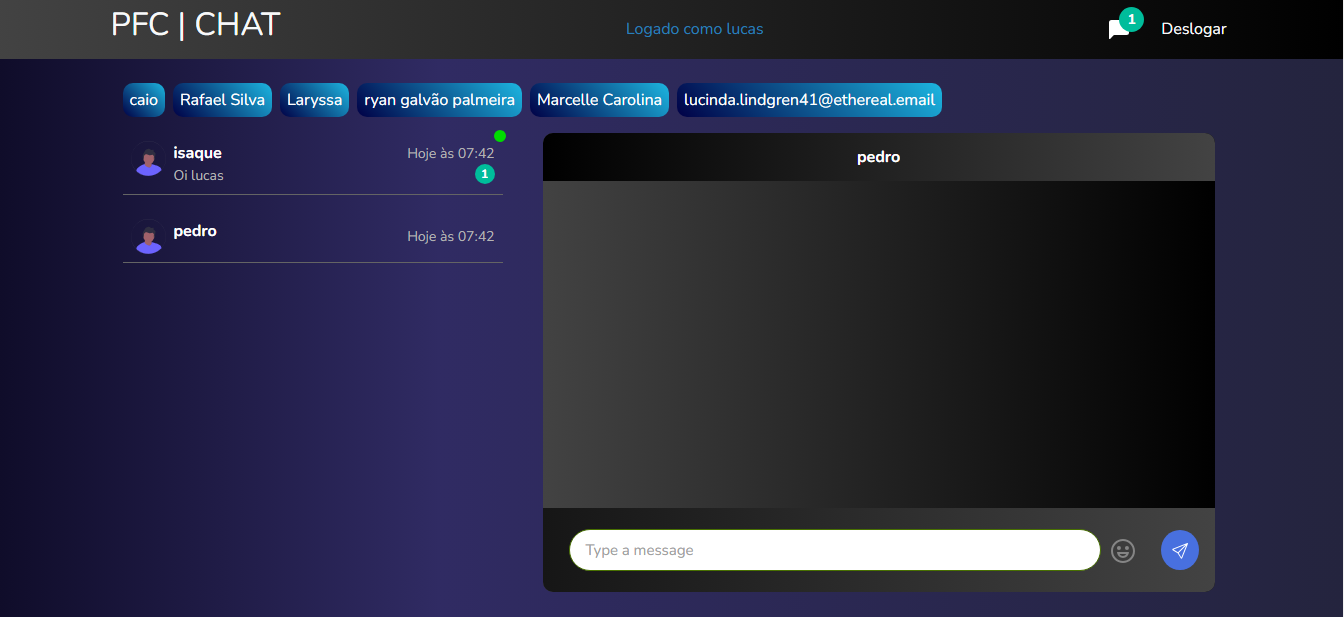 PFC | CHAT
Logado como lucas
1
Deslogar
caio
Rafael Silva
Laryssa
ryan galvão palmeira
Marcelle Carolina
lucinda.lindgren41@ethereal.email
isaque
Hoje às 07:42
Oi lucas
1
pedro
Hoje às 07:42
pedro
Type a message